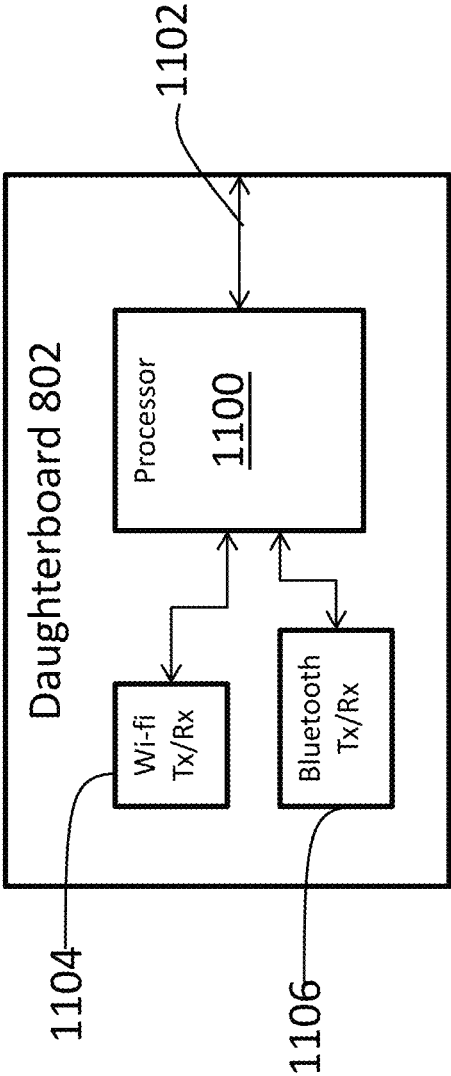 Daughterboard 802
1104
Wi-fi
Tx/Rx
Processor
1100
1102
1106
Bluetooth
Tx/Rx